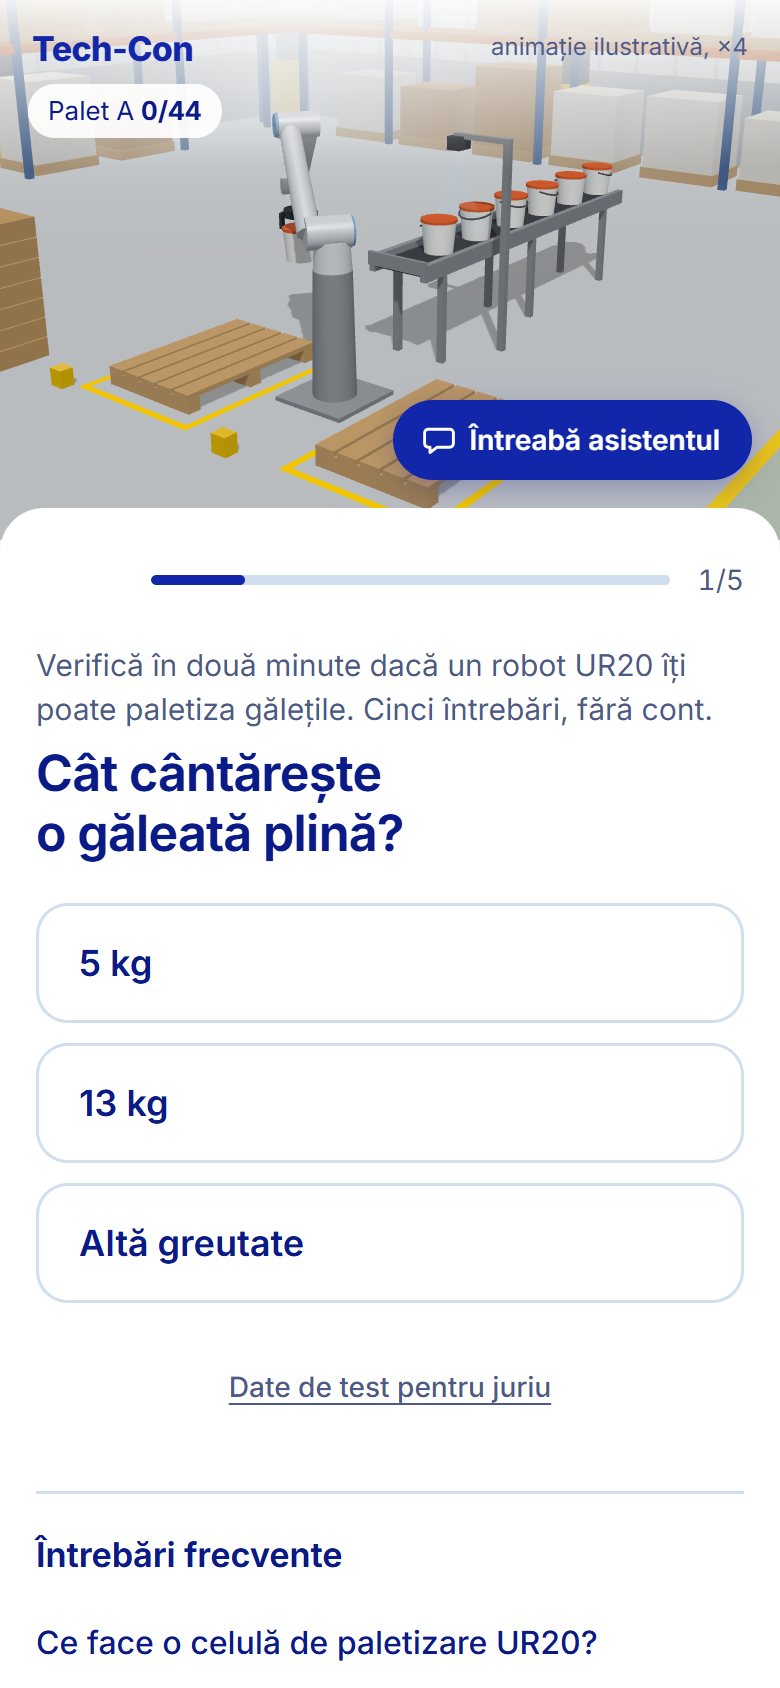 Tech-Con
animație ilustrativă, ×4
Palet A 0/44
Întreabă asistentul
1/5
Verifică în două minute dacă un robot UR20 îți
poate paletiza gălețile. Cinci întrebări, fără cont.
Cât cântărește
o găleată plină?
5 kg
13 kg
Altă greutate
Date de test pentru juriu
Întrebări frecvente
Ce face o celulă de paletizare UR20?